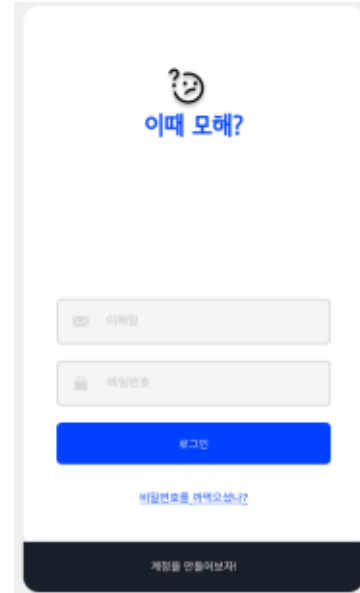 이때 모해?
이메일
비밀번호
로그인
비밀번호를 까먹으셨나?
계정을 만들어보자!